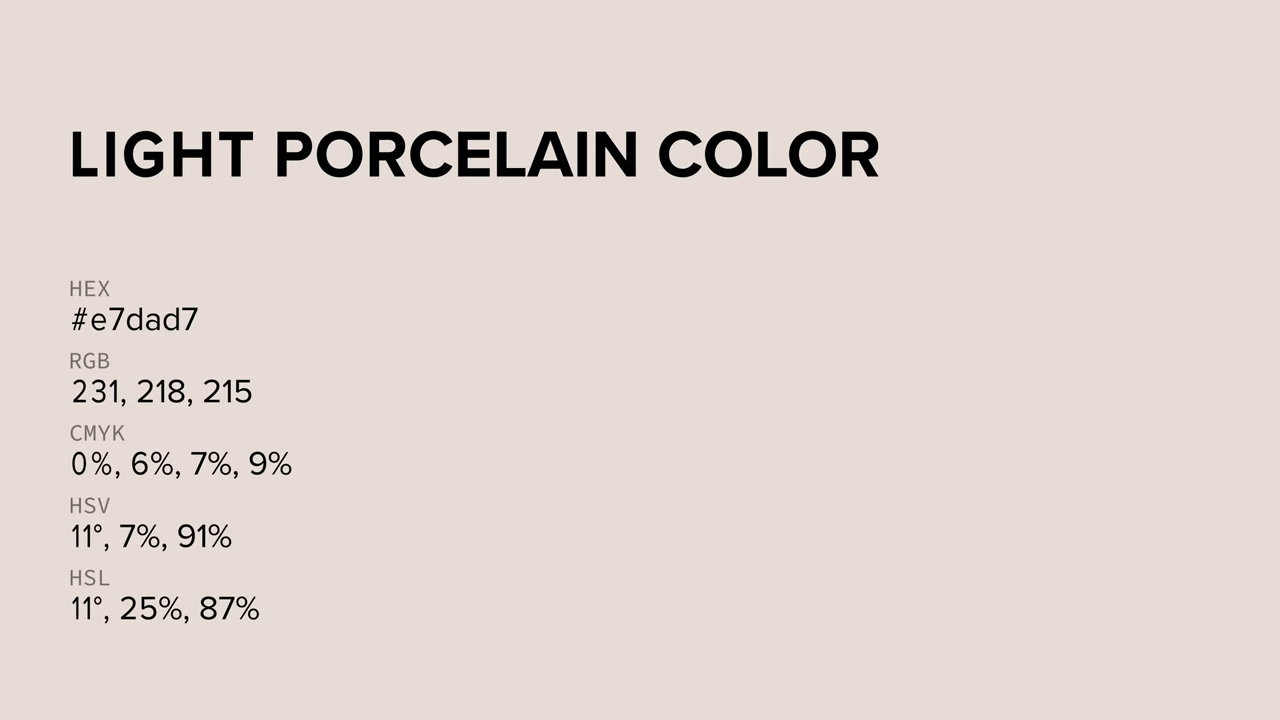 LIGHT PORCELAIN COLOR
HEX
#e7dad7
RGB
231, 218, 215
CMYK
0%, 6%, 7%, 9%
HSV
11°, 7%, 91%
HSL
11°, 25%, 87%